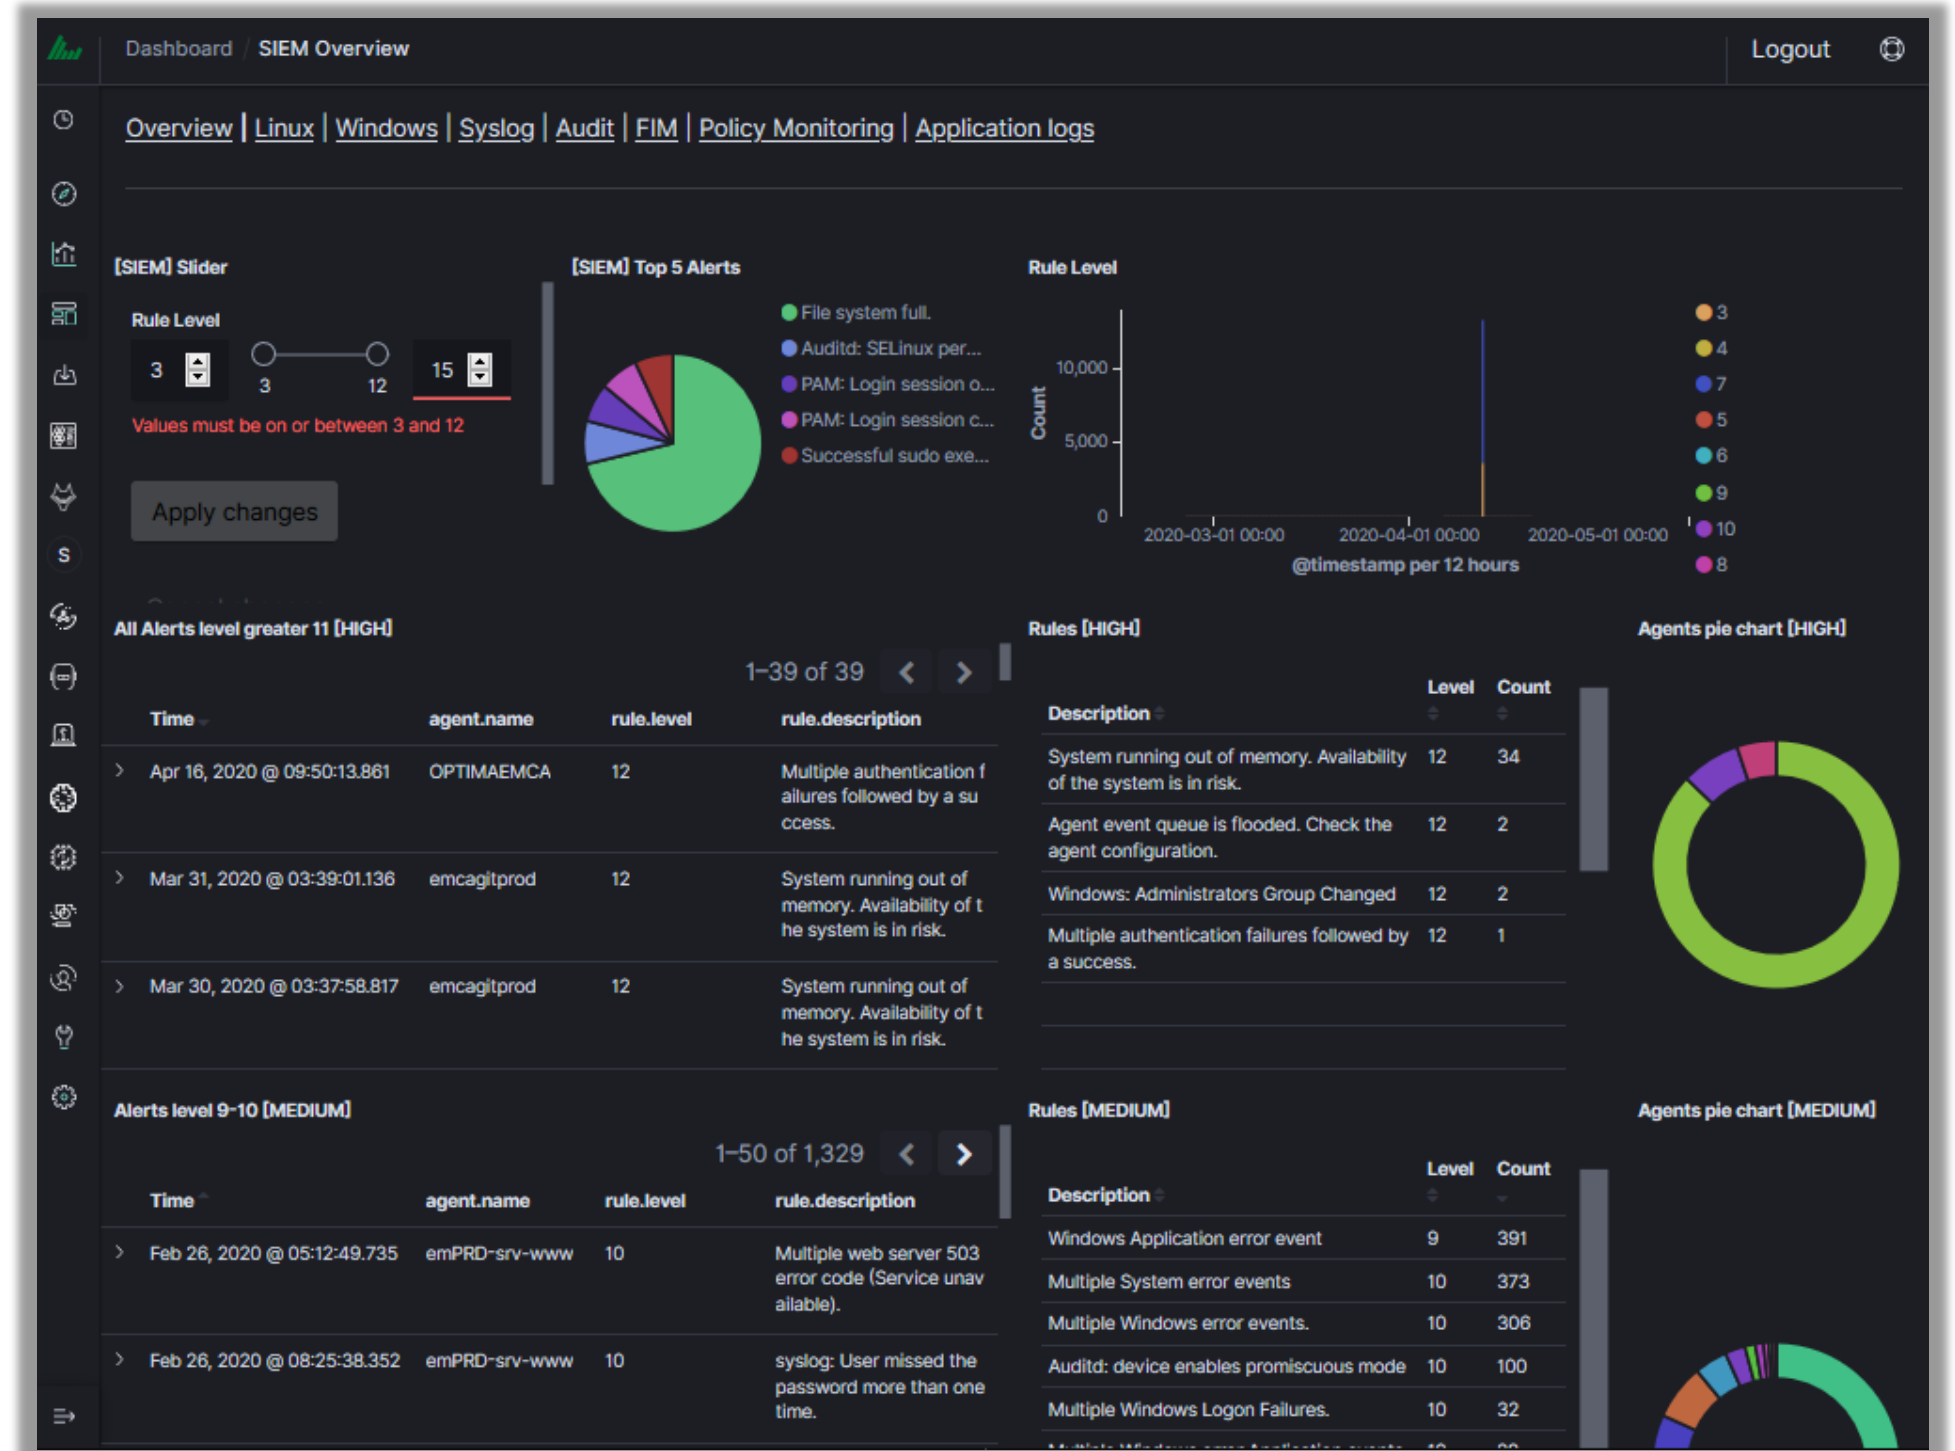 Dashboard / SIEM Overview
Logout
Overview | Linux | Windows | Syslog | Audit | FIM | Policy Monitoring | Application logs
[SIEM] Slider
Rule Level
3
3
12
15
Values must be on or between 3 and 12
Apply changes
[SIEM] Top 5 Alerts
File system full.
Auditd: SELinux per...
PAM: Login session o...
PAM: Login session c...
Successful sudo exe...
Rule Level
Count
10,000
5,000
0
2020-03-01 00:00
2020-04-01 00:00
2020-05-01 00:00
@timestamp per 12 hours
3
4
7
5
6
9
10
8
S
All Alerts level greater 11 [HIGH]
1–39 of 39
Time agent.name rule.level rule.description
Apr 16, 2020 @ 09:50:13.861 OPTIMAEMCA 12 Multiple authentication f
ailures followed by a su
ccess.
Mar 31, 2020 @ 03:39:01.136 emcagitprod 12 System running out of
memory. Availability of t
he system is in risk.
Mar 30, 2020 @ 03:37:58.817 emcagitprod 12 System running out of
memory. Availability of t
he system is in risk.
Rules [HIGH]
Description Level Count
System running out of memory. Availability 12 34
of the system is in risk.
Agent event queue is flooded. Check the 12 2
agent configuration.
Windows: Administrators Group Changed 12 2
Multiple authentication failures followed by 12 1
a success.
Agents pie chart [HIGH]
Alerts level 9-10 [MEDIUM]
1–50 of 1,329
Time agent.name rule.level rule.description
Feb 26, 2020 @ 05:12:49.735 emPRD-srv-www 10 Multiple web server 503
error code (Service unav
ailable).
Feb 26, 2020 @ 08:25:38.352 emPRD-srv-www 10 syslog: User missed the
password more than one
time.
Rules [MEDIUM]
Description Level Count
Windows Application error event 9 391
Multiple System error events 10 373
Multiple Windows error events. 10 306
Auditd: device enables promiscuous mode 10 100
Multiple Windows Logon Failures. 10 32
Agents pie chart [MEDIUM]